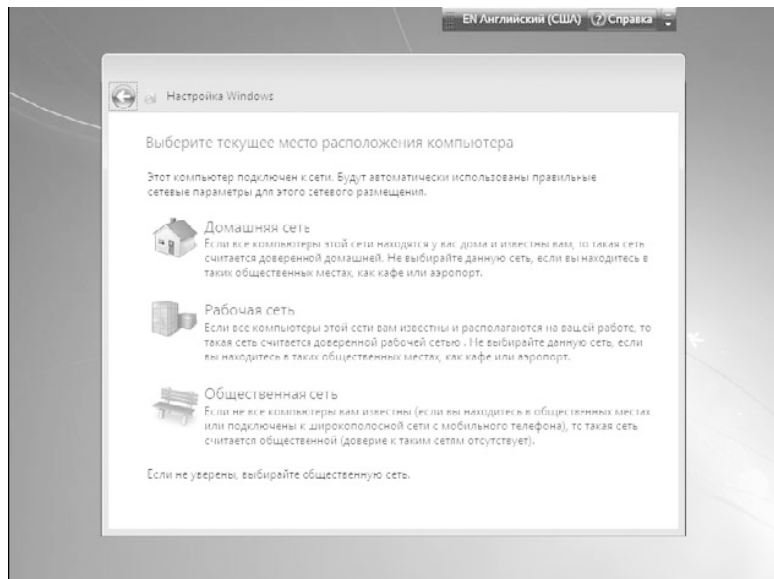 EN Английский (США) ? Справка
Настройка Windows
Выберите текущее место расположения компьютера
Этот компьютер подключен к сети. Будут автоматически использованы правильные
сетевые параметры для этого сетевого размещения.
Домашняя сеть
Если все компьютеры этой сети находятся у вас дома и известны вам, то такая сеть
считается доверенной домашней. Не выбирайте данную сеть, если вы находитесь в
таких общественных местах, как кафе или аэропорт.
Рабочая сеть
Если все компьютеры этой сети вам известны и располагаются на вашей работе, то
такая сеть считается доверенной рабочей сетью . Не выбирайте данную сеть, если
вы находитесь в таких общественных местах, как кафе или аэропорт.
Общественная сеть
Если не все компьютеры вам известны (если вы находитесь в общественных местах
или подключены к широкополосной сети с мобильного телефона), то такая сеть
считается общественной (доверие к таким сетям отсутствует).
Если не уверены, выбирайте общественную сеть.